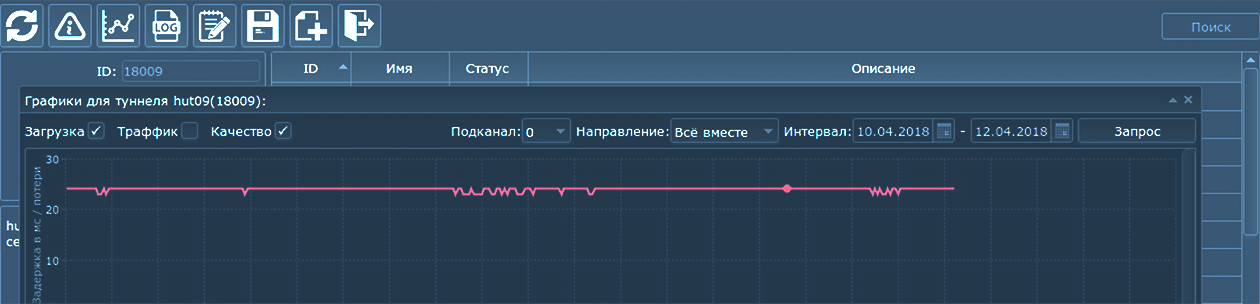 LOG
Поиск
ID: 18009
ID Имя Статус Описание
Графики для туннеля hut09(18009):
Загрузка Траффик Качество Подканал: 0 Направление: Всё вместе Интервал: 10.04.2018 - 12.04.2018 Запрос
Задержка в мс / потери
30
20
10
hu
се